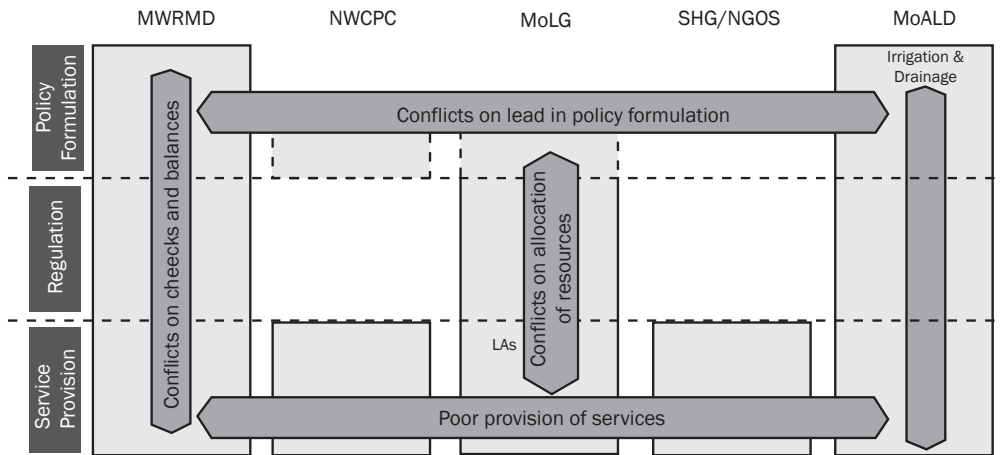 MWRMD
NWCPC
MoLG
SHG/NGOS
MoALD
Policy
Formulation
Irrigation &
Drainage
Conflicts on lead in policy formulation
Conflicts on cheecks and balances
Conflicts on allocation
of resources
Regulation
LAs
Service
Provision
Poor provision of services